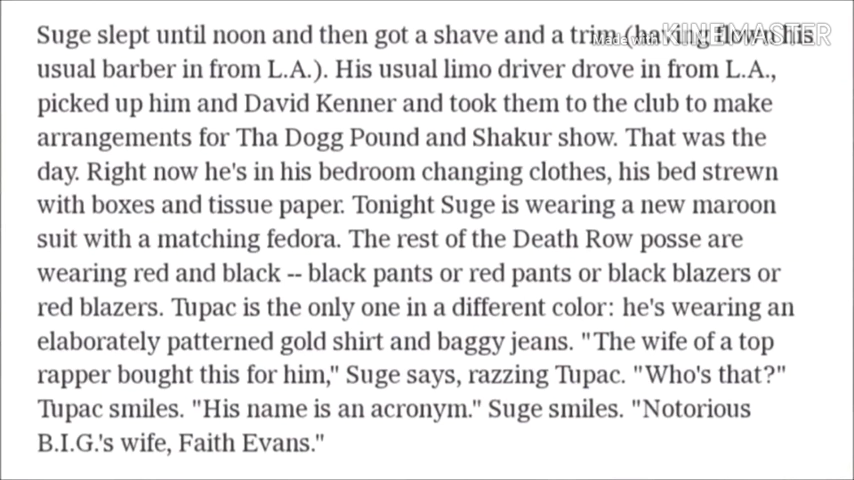 Suge slept until noon and then got a shave and a trim (having flown his
usual barber in from L.A.). His usual limo driver drove in from L.A.,
picked up him and David Kenner and took them to the club to make
arrangements for Tha Dogg Pound and Shakur show. That was the
day. Right now he's in his bedroom changing clothes, his bed strewn
with boxes and tissue paper. Tonight Suge is wearing a new maroon
suit with a matching fedora. The rest of the Death Row posse are
wearing red and black -- black pants or red pants or black blazers or
red blazers. Tupac is the only one in a different color: he's wearing an
elaborately patterned gold shirt and baggy jeans. "The wife of a top
rapper bought this for him," Suge says, razzing Tupac. "Who's that?"
Tupac smiles. "His name is an acronym." Suge smiles. "Notorious
B.I.G.'s wife, Faith Evans."
Made with KINEMASTER